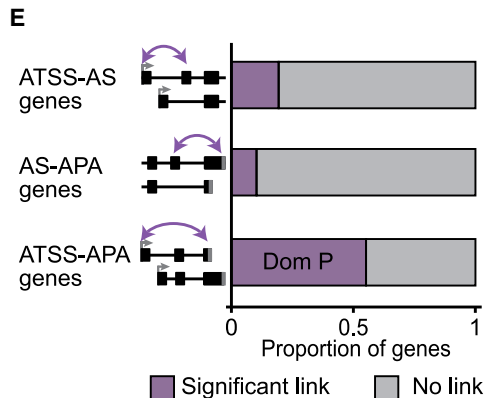 E
ATSS-AS
genes
AS-APA
genes
ATSS-APA
genes
Dom P
0 0.5 1
Proportion of genes
Significant link No link